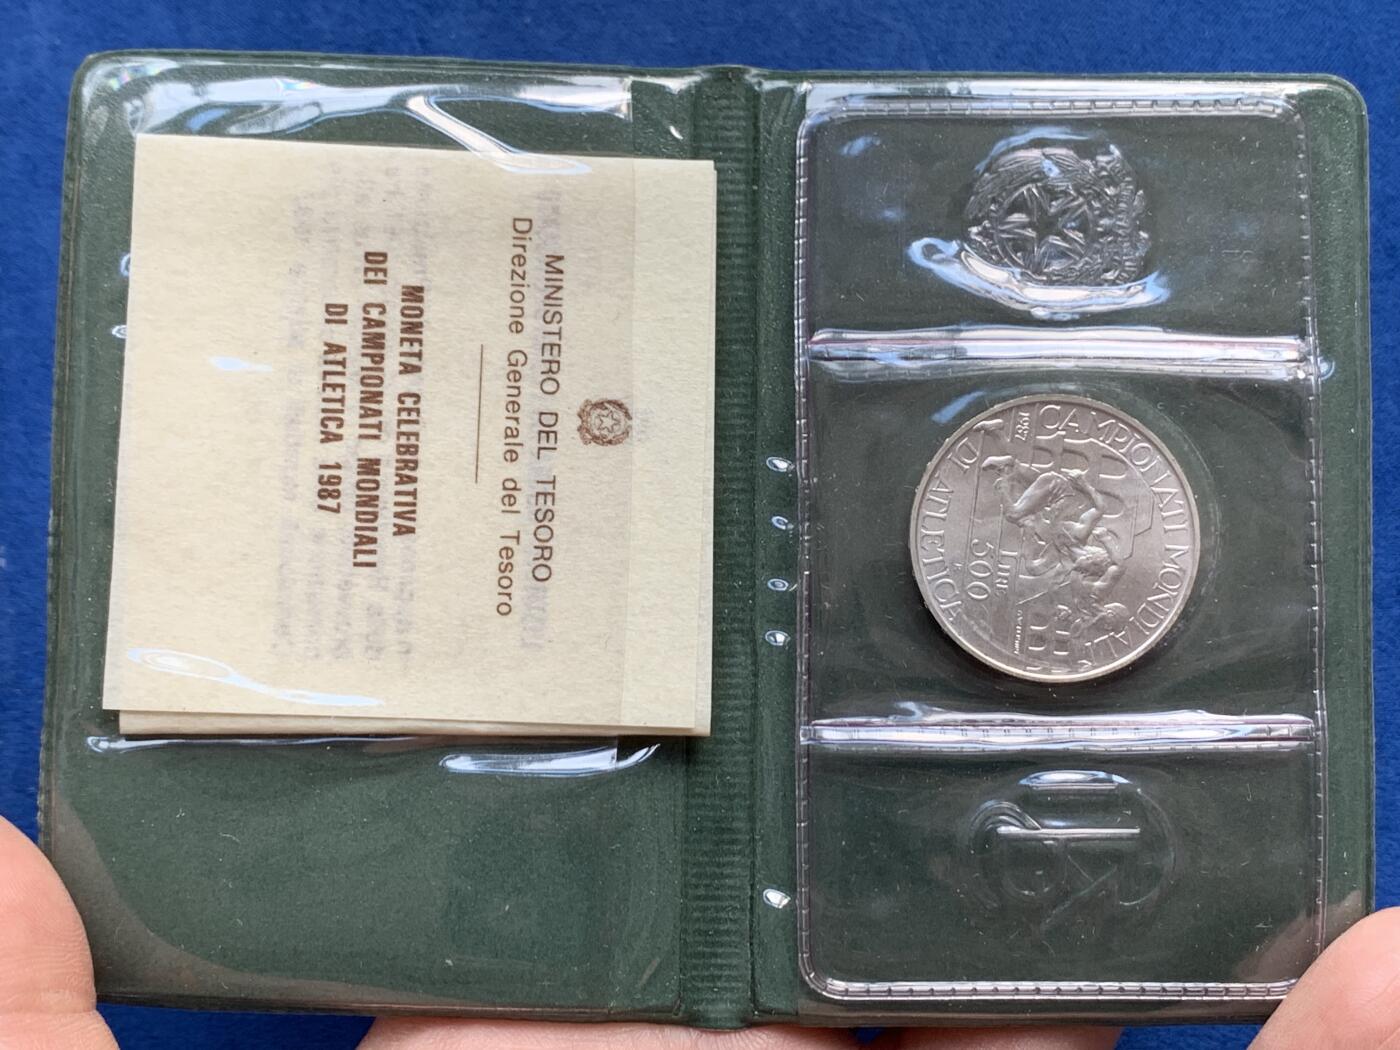 MINISTERO DEL TESORO
Direzione Generale del Tesoro
MONETA CELEBRATIVA
DEI CAMPIONATI MONDIALI
DI ATLETICA 1987
CAMPIONATI MONDIALI
DI ATLETICA
1987
LIRE
500
R